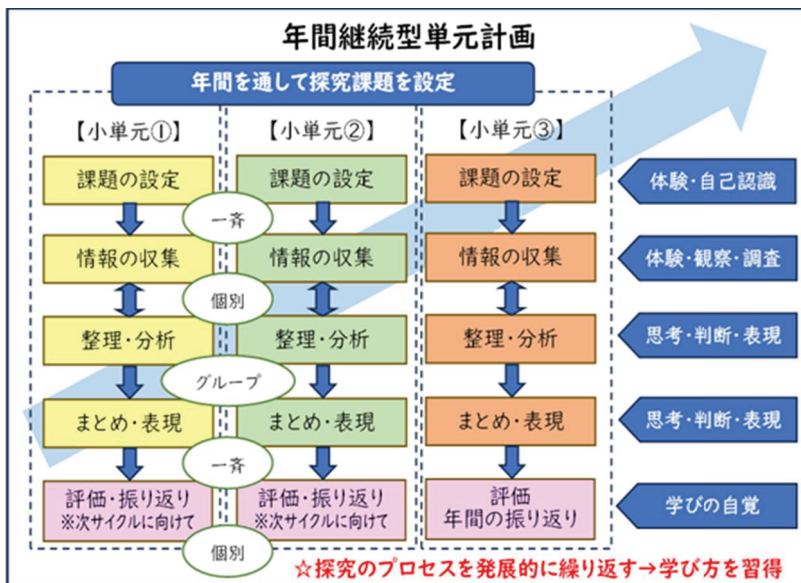 年間継続型単元計画
年間を通して探究課題を設定
【小単元①】
【小単元②】
【小単元③】
課題の設定
課題の設定
課題の設定
体験・自己認識
一斉
情報の収集
情報の収集
情報の収集
体験・観察・調査
個別
整理・分析
整理・分析
整理・分析
思考・判断・表現
グループ
まとめ・表現
まとめ・表現
まとめ・表現
思考・判断・表現
一斉
評価・振り返り
※次サイクルに向けて
評価・振り返り
※次サイクルに向けて
評価
年間の振り返り
学びの自覚
個別
☆探究のプロセスを発展的に繰り返す→学び方を習得